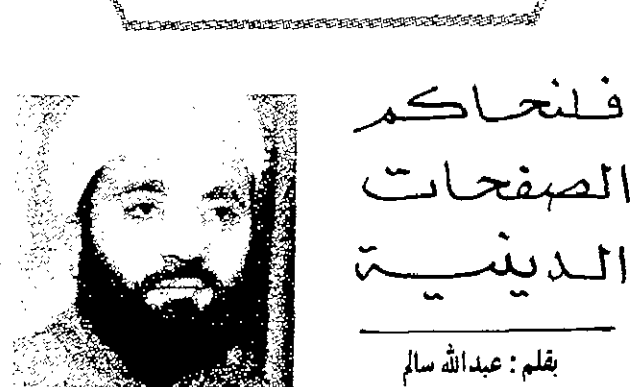 فلنحاكم
الصفحات
الدينية
بقلم : عبدالله سالم